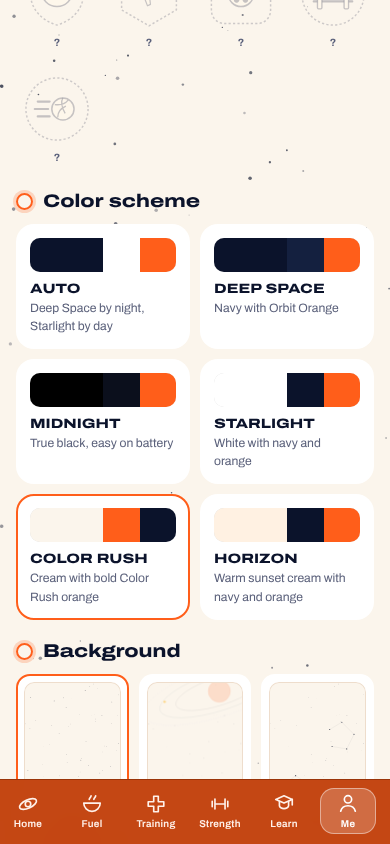 ? ? ? ?
?
Color scheme
AUTO
Deep Space by night,
Starlight by day
DEEP SPACE
Navy with Orbit Orange
MIDNIGHT
True black, easy on battery
STARLIGHT
White with navy and
orange
COLOR RUSH
Cream with bold Color
Rush orange
HORIZON
Warm sunset cream with
navy and orange
Background
Home Fuel Training Strength Learn Me